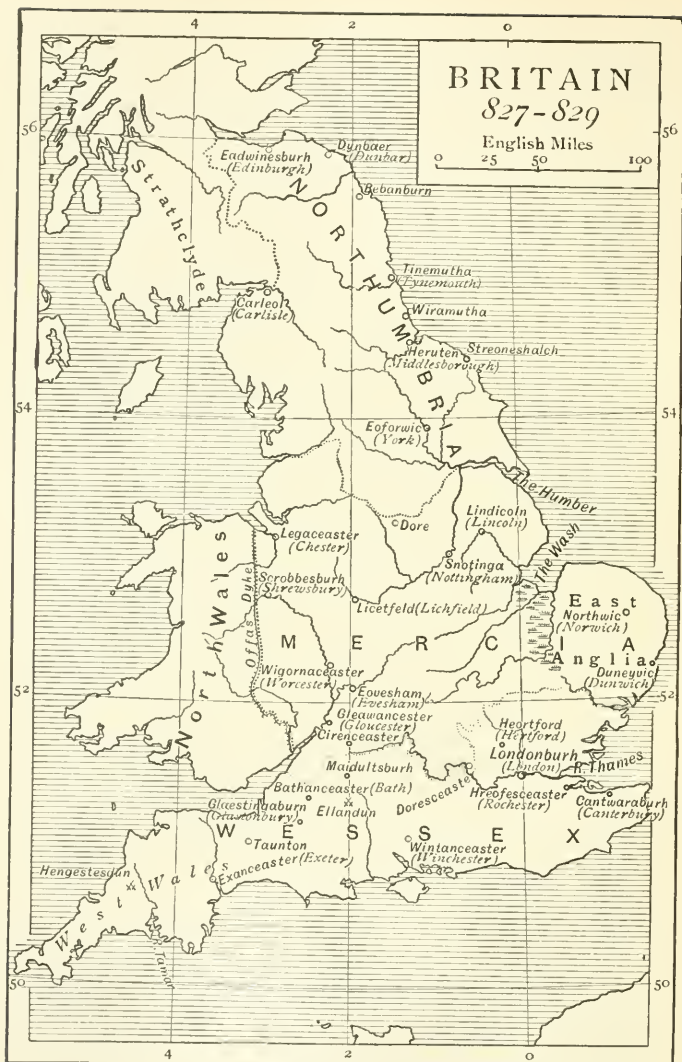 4
2
0
BRITAIN
827-829
English Miles
0 25 50 100
56
56
Eadwinesburh
(Edinburgh)
Dynbaer
(Dunbar)
Bebanburn
Strathclyde
NORTHUMBRIA
Carleol
(Carlisle)
Tinemutha
(Tynemouth)
Wiramutha
Heruten
(Middlesborough)
Streoneshalch
54
54
Eoforwic
(York)
The Humber
Dore
Lindicoln
(Lincoln)
Legaceaster
(Chester)
Snotinga
(Nottingham)
The Wash
North Wales
Offas Dyke
Scrobbesburh
(Shrewsbury)
Licetfeld (Lichfield)
East
Northwic
(Norwich)
MERCIA
Anglia
Duneyvic
(Dunwich)
Wigornaceaster
(Worcester)
52
52
Eovesham
(Evesham)
Gleawancester
(Gloucester)
Cirenceaster
Heortford
(Hertford)
Londonburh
(London)
R. Thames
Maidultsburh
Bathanceaster (Bath)
Doresceaste
Hreofesceaster
(Rochester)
Cantwaraburh
(Canterbury)
Glaestingaburn
(Glastonbury)
Ellandun
WESSEX
Taunton
Wintanceaster
(Winchester)
Exanceaster (Exeter)
Hengestesdun
West Wales
R. Tamar
50
50
4
2
0